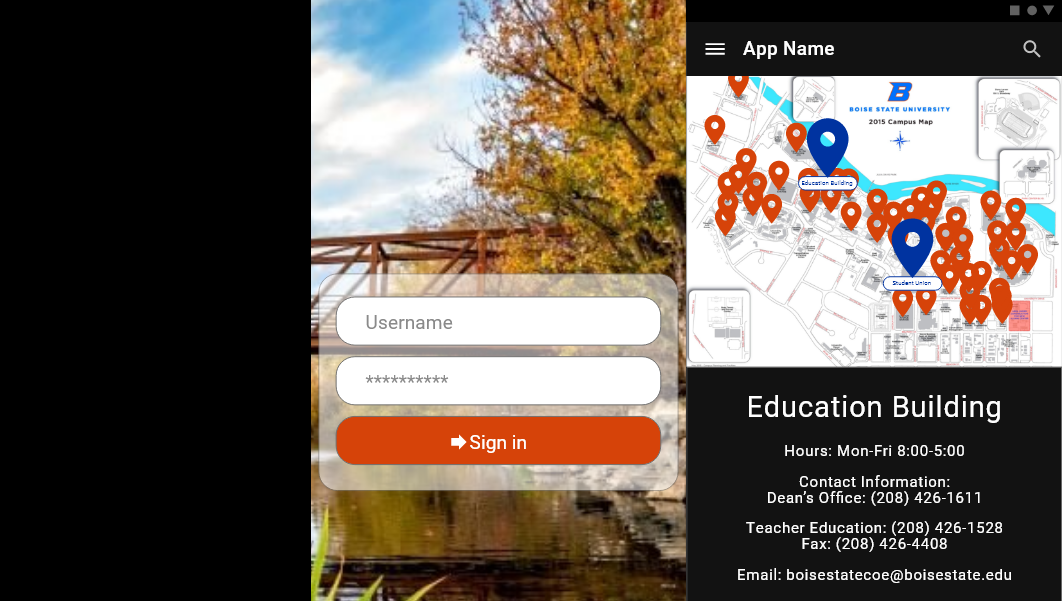 Username
**********
Sign in
App Name
B
BOISE STATE UNIVERSITY
2015 Campus Map
Education Building
Student Union
Education Building
Hours: Mon-Fri 8:00-5:00
Contact Information:
Dean’s Office: (208) 426-1611
Teacher Education: (208) 426-1528
Fax: (208) 426-4408
Email: boisestatecoe@boisestate.edu